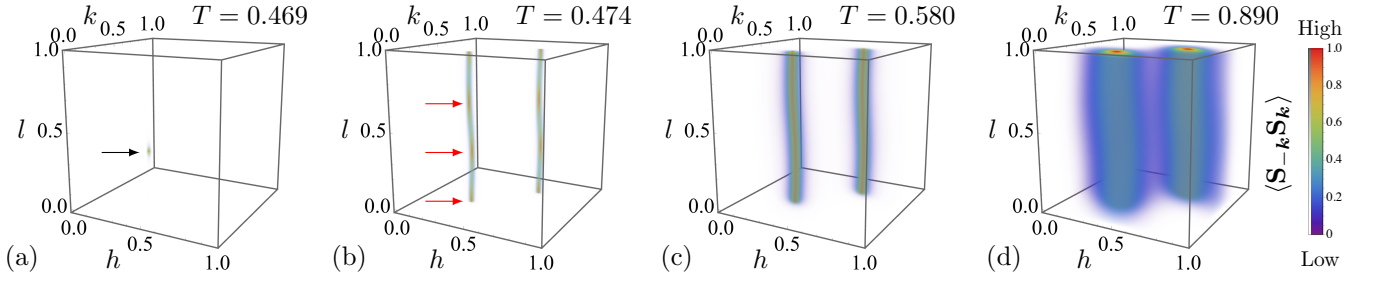 k 0.0 0.5 1.0 T = 0.469
1.0
l 0.5
0.0
0.0 0.5 1.0
(a) h
k 0.0 0.5 1.0 T = 0.474
1.0
l 0.5
0.0
0.0 0.5 1.0
(b) h
k 0.0 0.5 1.0 T = 0.580
1.0
l 0.5
0.0
0.0 0.5 1.0
(c) h
k 0.0 0.5 1.0 T = 0.890
1.0
l 0.5
0.0
0.0 0.5 1.0
(d) h
⟨S₋ₖSₖ⟩
High
1.0
0.8
0.6
0.4
0.2
0
Low